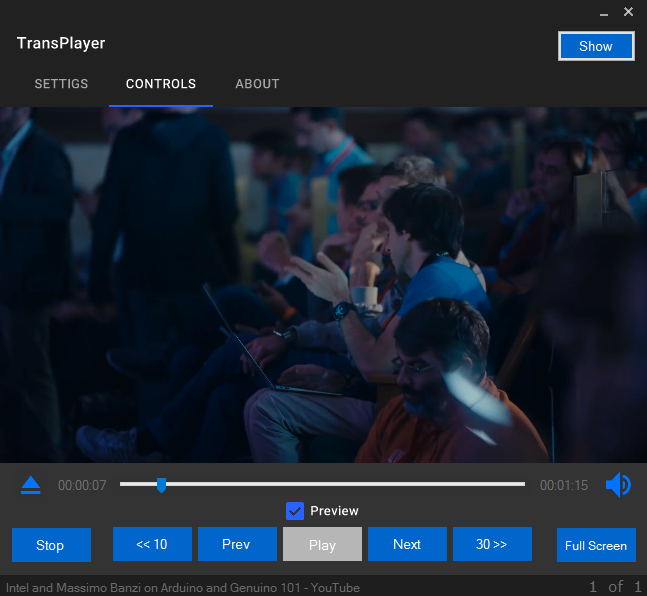 TransPlayer
Show
SETTIGS CONTROLS ABOUT
00:00:07 00:01:15
Preview
Stop << 10 Prev Play Next 30 >> Full Screen
Intel and Massimo Banzi on Arduino and Genuino 101 - YouTube 1 of 1